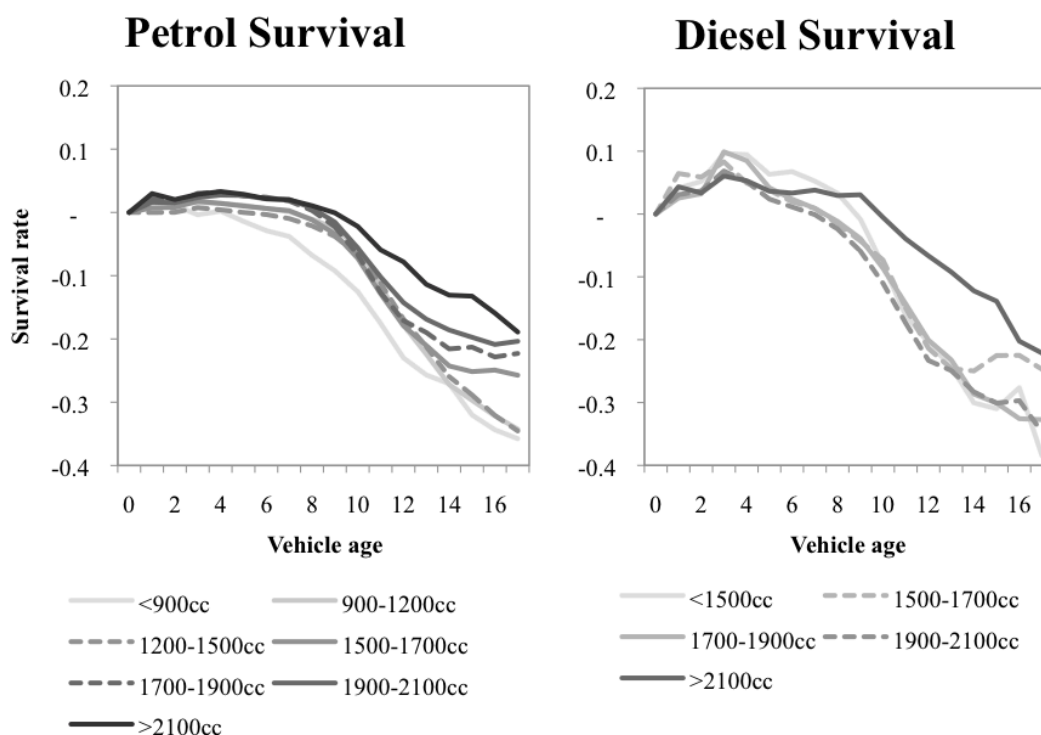 Petrol Survival
Diesel Survival
0.2
0.1
-
-0.1
-0.2
-0.3
-0.4
Survival rate
0 2 4 6 8 10 12 14 16
Vehicle age
<900cc 900-1200cc
1200-1500cc 1500-1700cc
1700-1900cc 1900-2100cc
>2100cc
0.2
0.1
-
-0.1
-0.2
-0.3
-0.4
0 2 4 6 8 10 12 14 16
Vehicle age
<1500cc 1500-1700cc
1700-1900cc 1900-2100cc
>2100cc